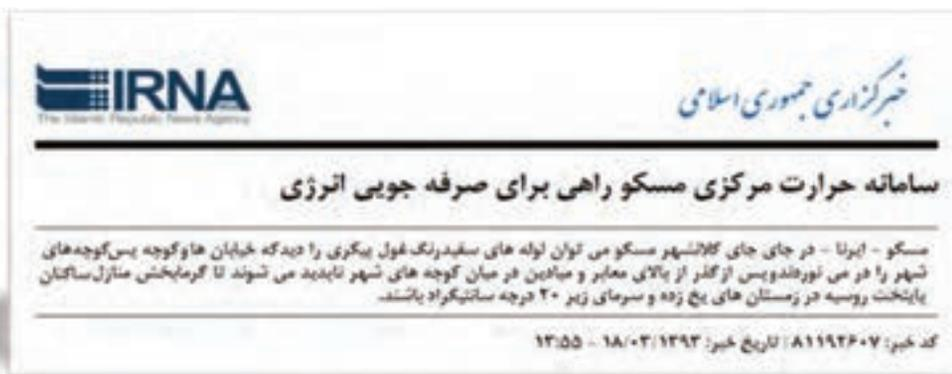 خبرگزاری جمهوری اسلامی
IRNA
The Islamic Republic News Agency
سامانه حرارت مرکزی مسکو راهی برای صرفه جویی انرژی
مسکو - ایرنا - در جای جای کلانشهر مسکو می توان لوله های سفیدرنگ غول پیکری را دیدکه خیابان هاوکوچه پس‌کوچه‌های
شهر را در می نوردندوپس ازگذر از بالای معابر و میادین در میان کوچه های شهر ناپدید می شوند تا گرمابخش منازل‌ساکنان
پایتخت روسیه در زمستان های یخ زده و سرمای زیر ۲۰ درجه سانتیگراد باشند.
کد خبر: ۸۱۱۹۲۶۰۷ | تاریخ خبر: ۱۸/۰۳/۱۳۹۳ - ۱۳:۵۵